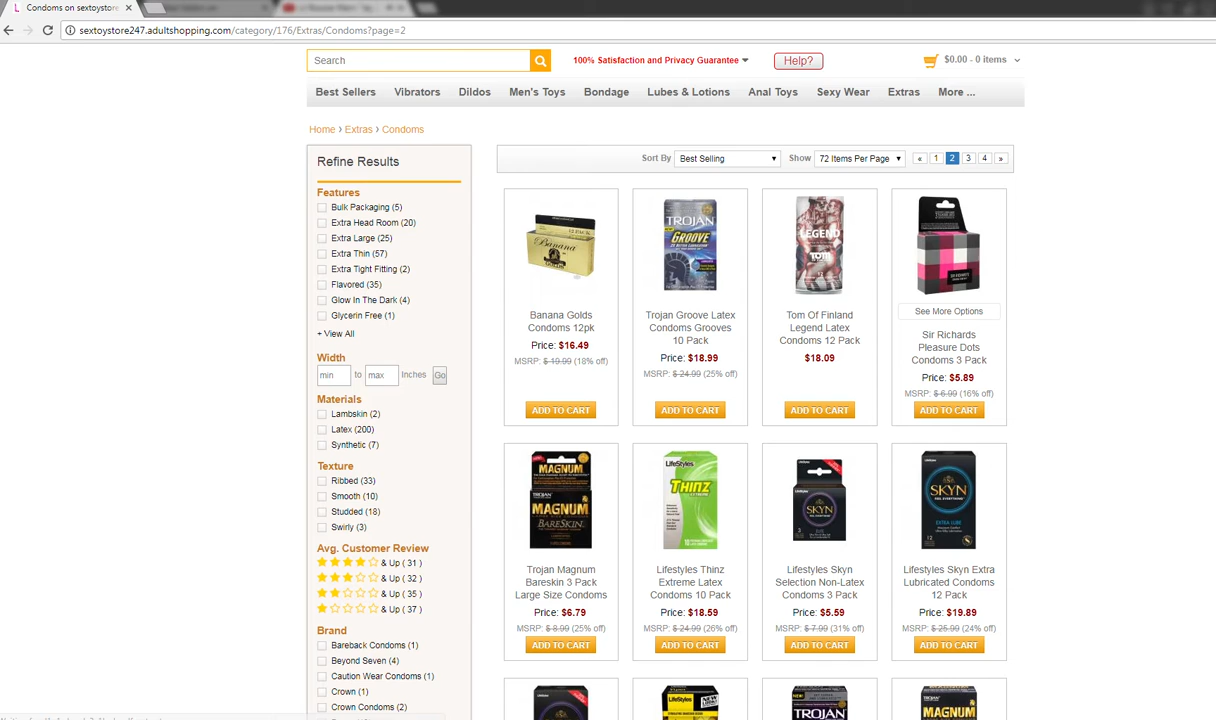 Condoms on sextoystore
sextoystore247.adultshopping.com/category/176/Extras/Condoms?page=2
Search
100% Satisfaction and Privacy Guarantee
Help?
$0.00 - 0 items
Best Sellers Vibrators Dildos Men's Toys Bondage Lubes & Lotions Anal Toys Sexy Wear Extras More ...
Home › Extras › Condoms
Refine Results
Features
Bulk Packaging (5)
Extra Head Room (20)
Extra Large (25)
Extra Thin (57)
Extra Tight Fitting (2)
Flavored (35)
Glow In The Dark (4)
Glycerin Free (1)
+ View All
Width
min to max Inches Go
Materials
Lambskin (2)
Latex (200)
Synthetic (7)
Texture
Ribbed (33)
Smooth (10)
Studded (18)
Swirly (3)
Avg. Customer Review
& Up ( 31 )
& Up ( 32 )
& Up ( 35 )
& Up ( 37 )
Brand
Bareback Condoms (1)
Beyond Seven (4)
Caution Wear Condoms (1)
Crown (1)
Crown Condoms (2)
Sort By Best Selling Show 72 Items Per Page « 1 2 3 4 »
Banana
Banana Golds
Condoms 12pk
Price: $16.49
MSRP: $ 19.99 (18% off)
ADD TO CART
TROJAN
GROOVE
Trojan Groove Latex
Condoms Grooves
10 Pack
Price: $18.99
MSRP: $ 24.99 (25% off)
ADD TO CART
LEGEND
TOM
Tom Of Finland
Legend Latex
Condoms 12 Pack
$18.09
ADD TO CART
See More Options
Sir Richards
Pleasure Dots
Condoms 3 Pack
Price: $5.89
MSRP: $ 6.99 (16% off)
ADD TO CART
MAGNUM
TROJAN
MAGNUM
BARESKIN
Trojan Magnum
Bareskin 3 Pack
Large Size Condoms
Price: $6.79
MSRP: $ 8.99 (25% off)
ADD TO CART
LifeStyles
THINZ
Lifestyles Thinz
Extreme Latex
Condoms 10 Pack
Price: $18.59
MSRP: $ 24.99 (26% off)
ADD TO CART
SKYN
Lifestyles Skyn
Selection Non-Latex
Condoms 3 Pack
Price: $5.59
MSRP: $ 7.99 (31% off)
ADD TO CART
SKYN
EXTRA LUBE
12
Lifestyles Skyn Extra
Lubricated Condoms
12 Pack
Price: $19.89
MSRP: $ 25.99 (24% off)
ADD TO CART
LifeStyles
TROJAN
MAGNUM